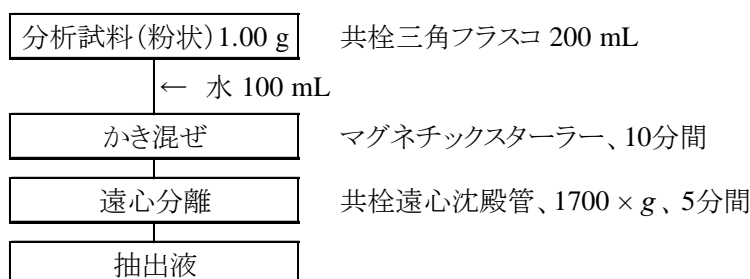 分析試料(粉状)1.00 g 共栓三角フラスコ 200 mL
← 水 100 mL
かき混ぜ マグネチックスターラー、10分間
遠心分離 共栓遠心沈殿管、1700 × g 、5分間
抽出液